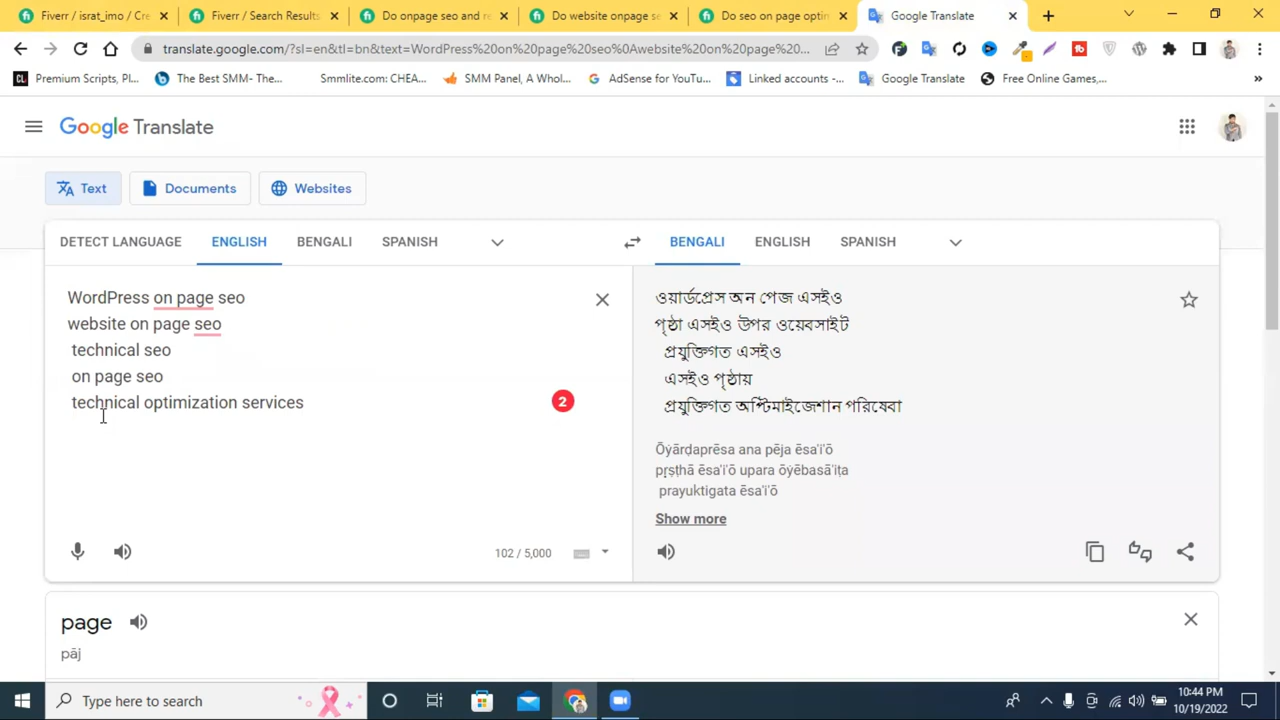 Fiverr / israt_imo / Cre
Fiverr / Search Results
Do onpage seo and re
Do website onpage se
Do seo on page optin
Google Translate
translate.google.com/?sl=en&tl=bn&text=WordPress%20on%20page%20seo%0Awebsite%20on%20page%20...
Premium Scripts, Pl...
The Best SMM- The...
Smmlite.com: CHEA...
SMM Panel, A Whol...
AdSense for YouTu...
Linked accounts -...
Google Translate
Free Online Games,...
Google Translate
Text
Documents
Websites
DETECT LANGUAGE
ENGLISH
BENGALI
SPANISH
BENGALI
ENGLISH
SPANISH
WordPress on page seo
website on page seo
technical seo
on page seo
technical optimization services
2
102 / 5,000
ওয়ার্ডপ্রেস অন পেজ এসইও
পৃষ্ঠা এসইও উপর ওয়েবসাইট
প্রযুক্তিগত এসইও
এসইও পৃষ্ঠায়
প্রযুক্তিগত অপ্টিমাইজেশান পরিষেবা
Ōẏārḍaprēsa ana pēja ēsa'i'ō
pr̥ṣṭhā ēsa'i'ō upara ōẏēbasā'iṭa
prayuktigata ēsa'i'ō
Show more
page
pāj
Type here to search
10:44 PM
10/19/2022